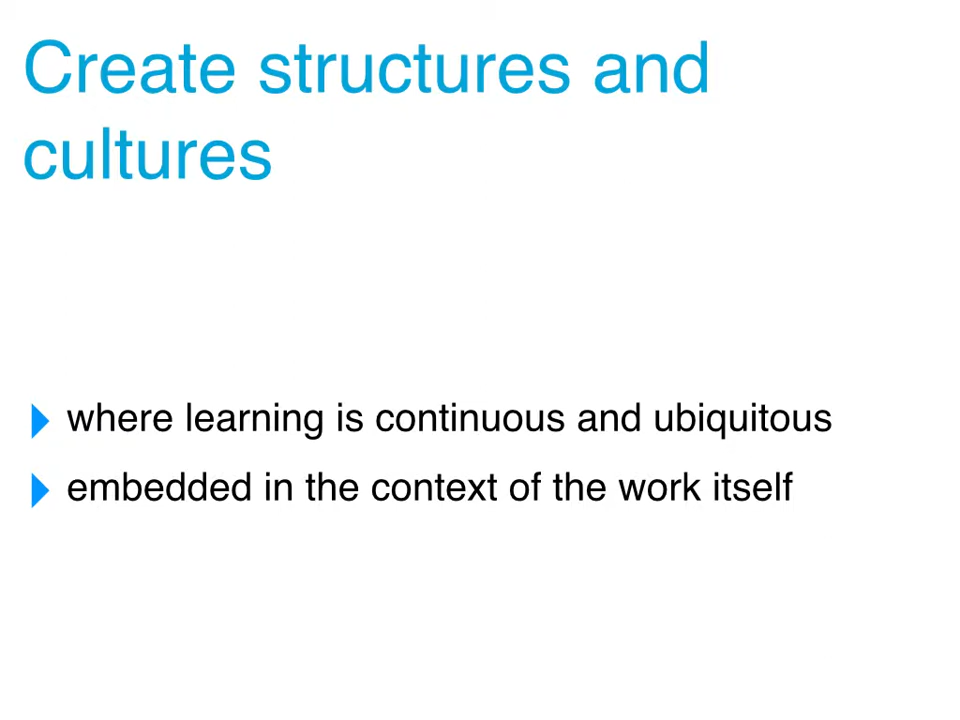 Create structures and
cultures
where learning is continuous and ubiquitous
embedded in the context of the work itself